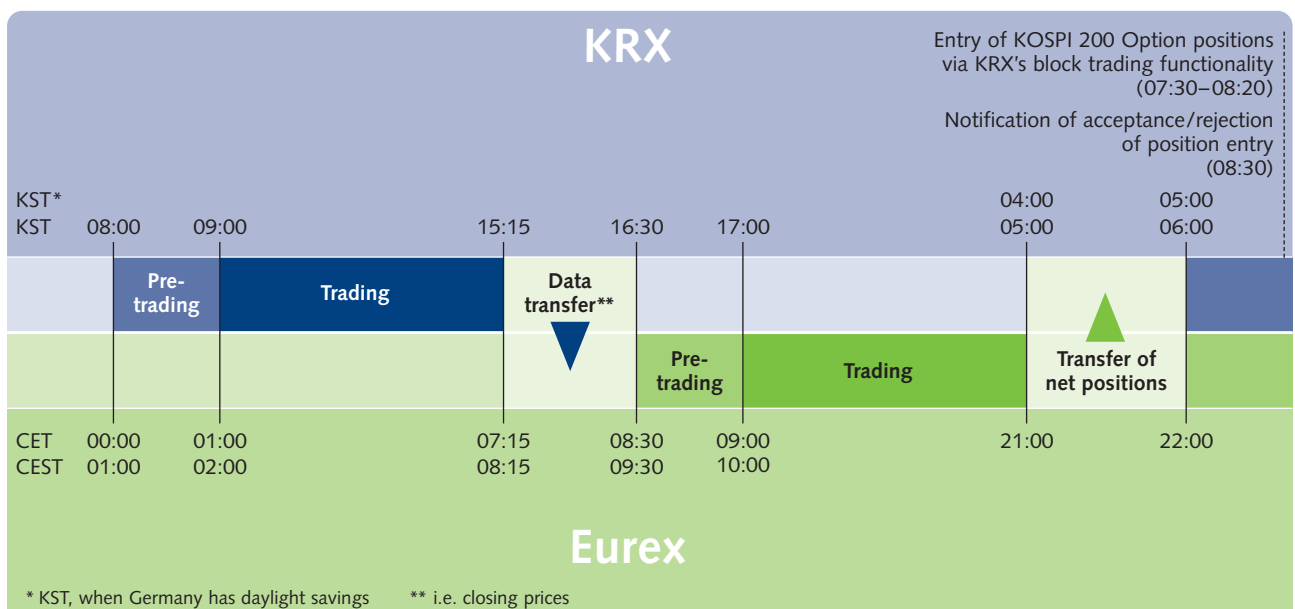 KRX
Entry of KOSPI 200 Option positions
via KRX's block trading functionality
(07:30–08:20)
Notification of acceptance/rejection
of position entry
(08:30)
KST* 04:00 05:00
KST 08:00 09:00 15:15 16:30 17:00 05:00 06:00
Pre-
trading
Trading
Data
transfer**
Pre-
trading
Trading
Transfer of
net positions
CET 00:00 01:00 07:15 08:30 09:00 21:00 22:00
CEST 01:00 02:00 08:15 09:30 10:00
Eurex
* KST, when Germany has daylight savings ** i.e. closing prices